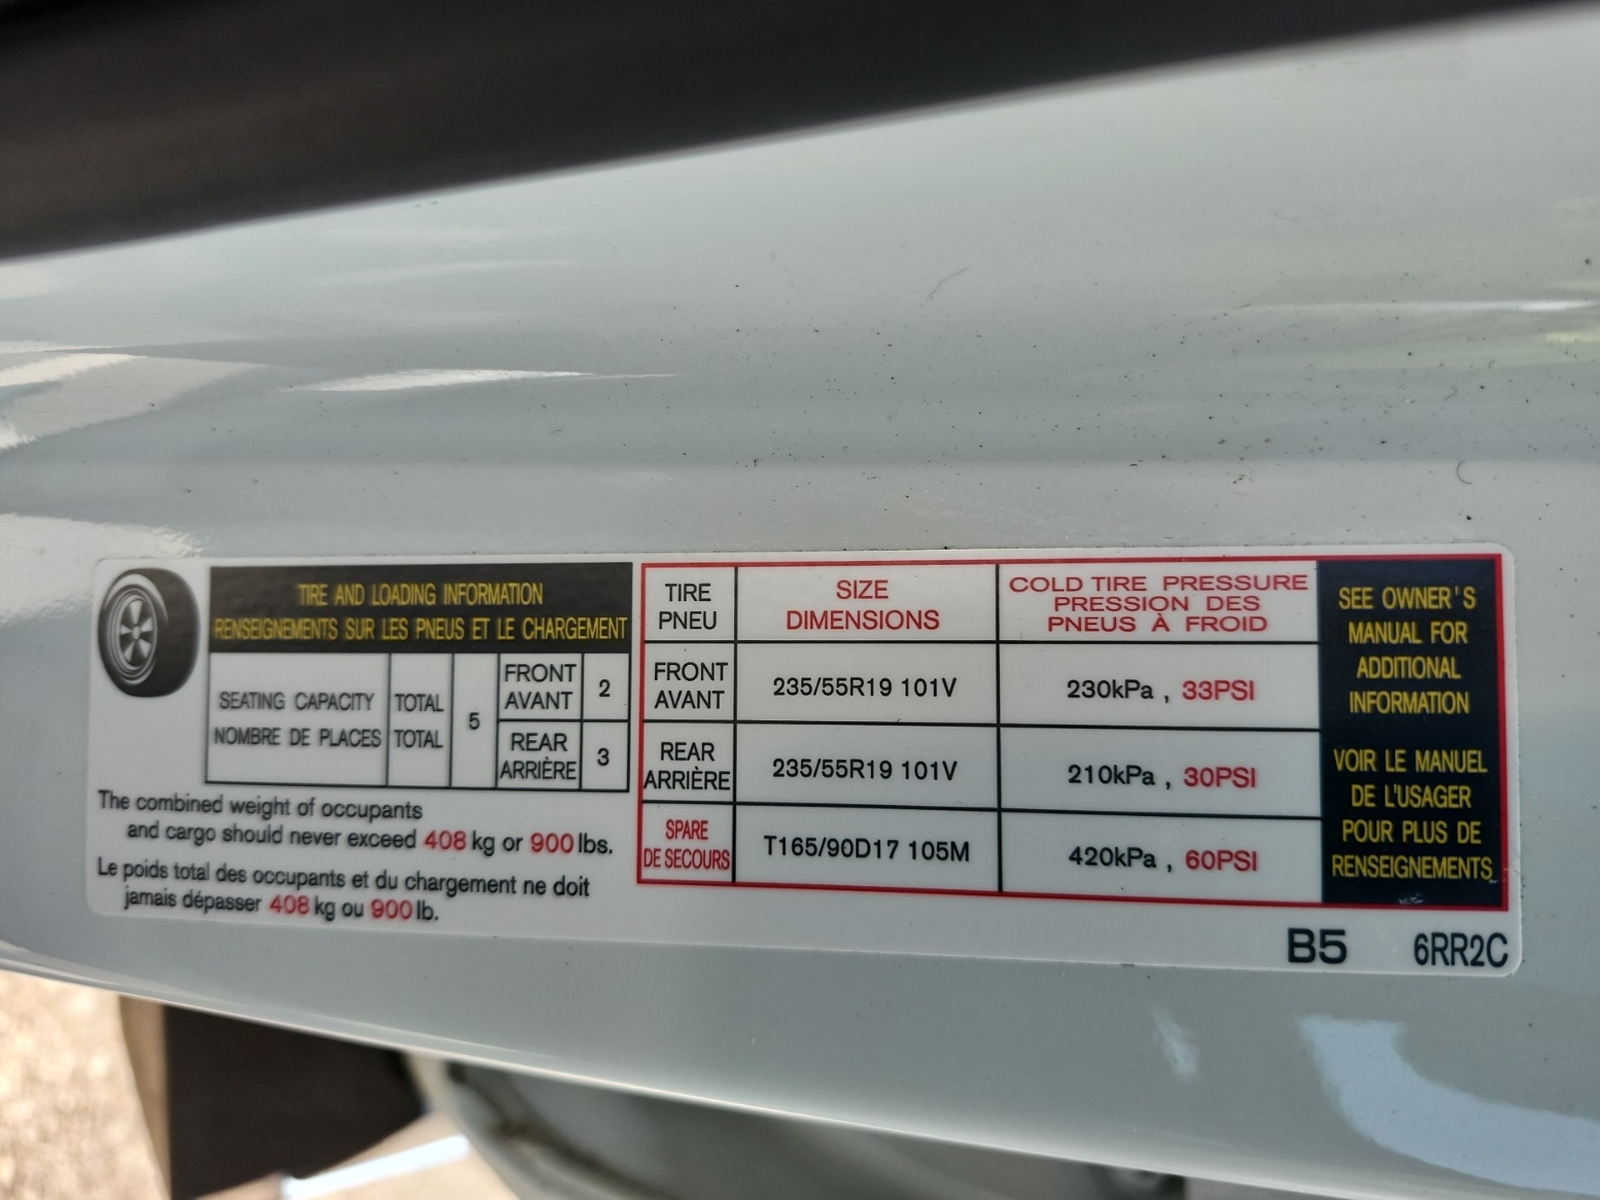 TIRE AND LOADING INFORMATION
RENSEIGNEMENTS SUR LES PNEUS ET LE CHARGEMENT
SEATING CAPACITY TOTAL
NOMBRE DE PLACES TOTAL
5
FRONT
AVANT
2
REAR
ARRIÈRE
3
The combined weight of occupants
and cargo should never exceed 408 kg or 900 lbs.
Le poids total des occupants et du chargement ne doit
jamais dépasser 408 kg ou 900 lb.
TIRE
PNEU
SIZE
DIMENSIONS
COLD TIRE PRESSURE
PRESSION DES
PNEUS À FROID
FRONT
AVANT
235/55R19 101V
230kPa , 33PSI
REAR
ARRIÈRE
235/55R19 101V
210kPa , 30PSI
SPARE
DE SECOURS
T165/90D17 105M
420kPa , 60PSI
SEE OWNER'S
MANUAL FOR
ADDITIONAL
INFORMATION
VOIR LE MANUEL
DE L'USAGER
POUR PLUS DE
RENSEIGNEMENTS
B5 6RR2C